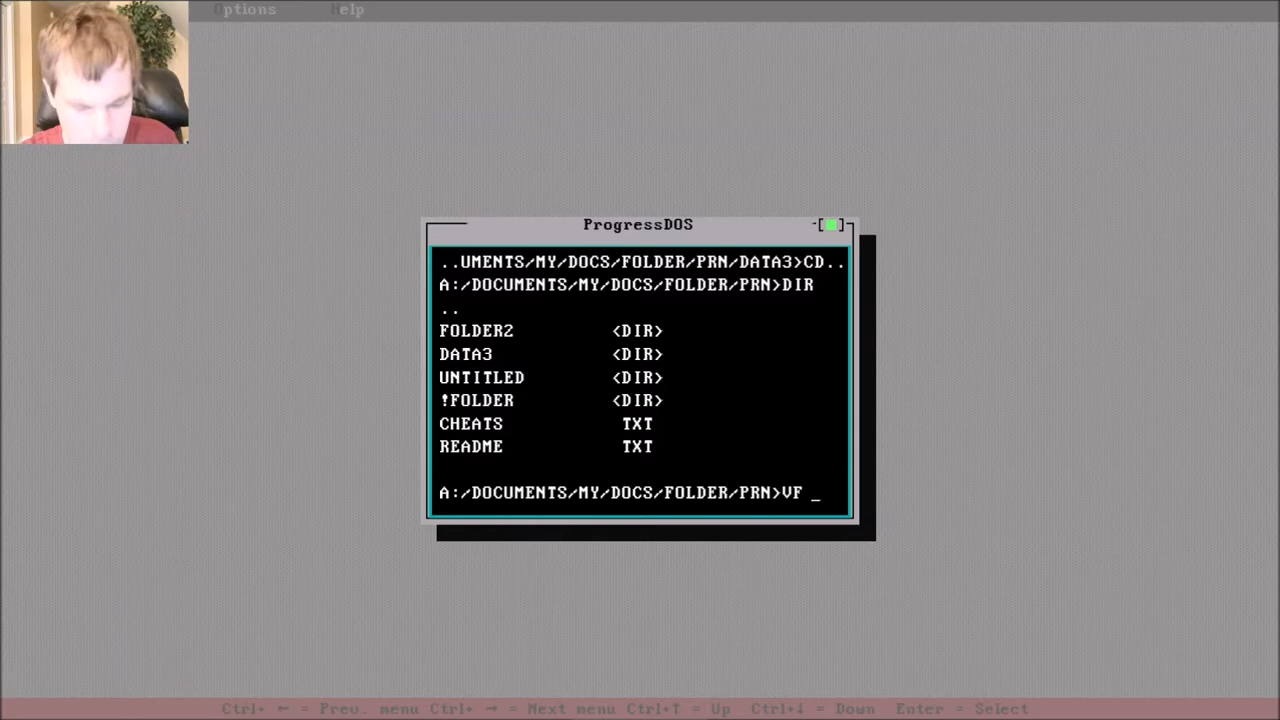 Options Help
ProgressDOS
..UMENTS/MY/DOCS/FOLDER/PRN/DATA3>CD..
A:/DOCUMENTS/MY/DOCS/FOLDER/PRN>DIR
..
FOLDER2 <DIR>
DATA3 <DIR>
UNTITLED <DIR>
!FOLDER <DIR>
CHEATS TXT
README TXT
A:/DOCUMENTS/MY/DOCS/FOLDER/PRN>VF _
Ctrl+ ← = Prev. menu Ctrl+ → = Next menu Ctrl+↑ = Up Ctrl+↓ = Down Enter = Select